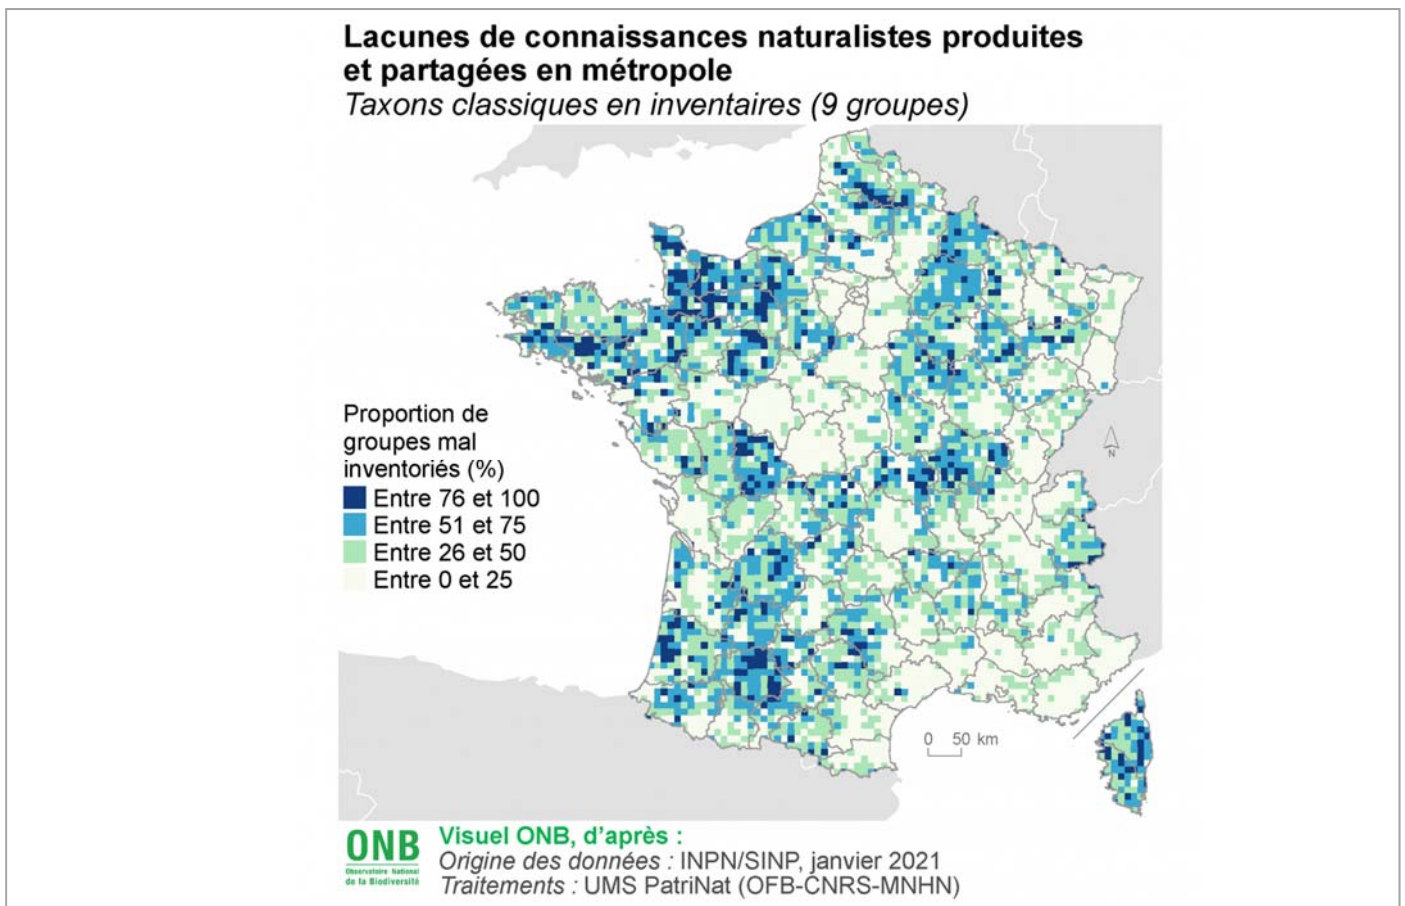 Lacunes de connaissances naturalistes produites
et partagées en métropole
Taxons classiques en inventaires (9 groupes)
Proportion de
groupes mal
inventoriés (%)
Entre 76 et 100
Entre 51 et 75
Entre 26 et 50
Entre 0 et 25
N
0 50 km
ONB
Observatoire National
de la Biodiversité
Visuel ONB, d'après :
Origine des données : INPN/SINP, janvier 2021
Traitements : UMS PatriNat (OFB-CNRS-MNHN)